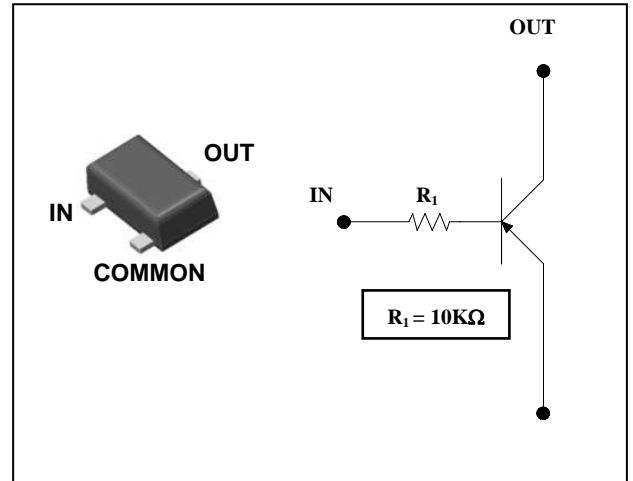 OUT
OUT
IN
IN
R₁
COMMON
R₁ = 10KΩ